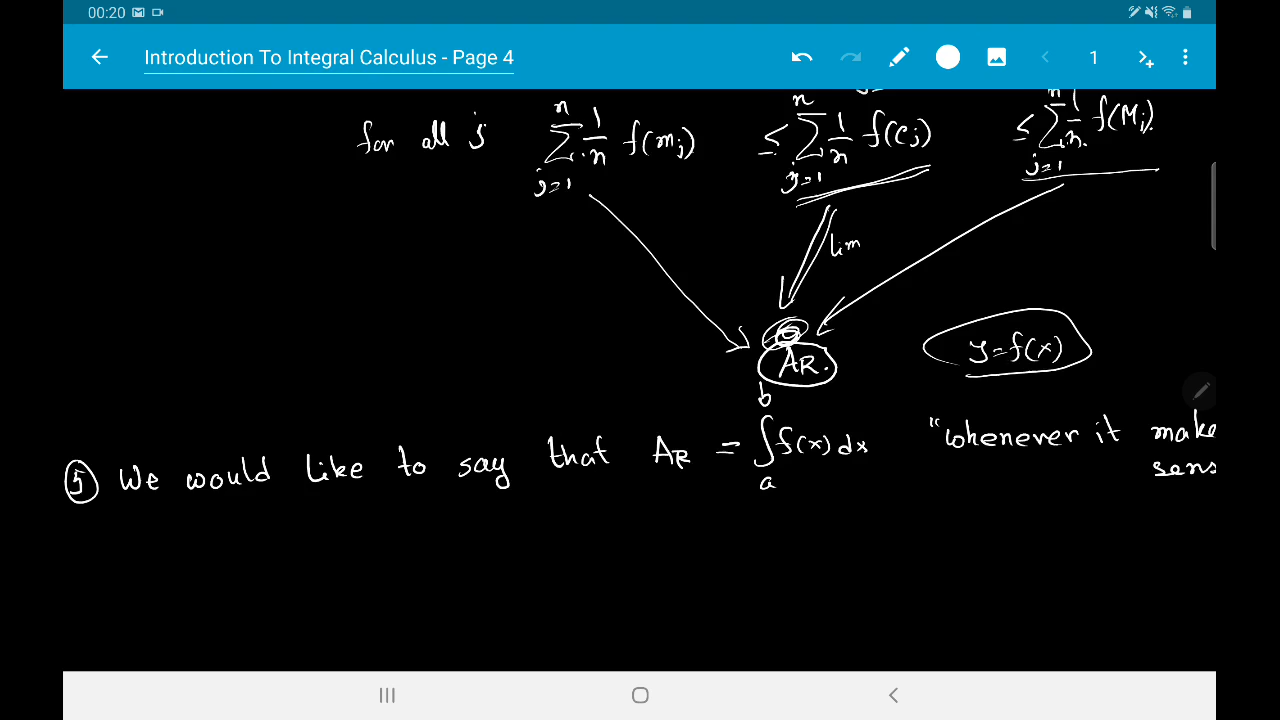 00:20
Introduction To Integral Calculus - Page 4
1
for all j
n ∑ j=1 1/n f(mj) ≤ n ∑ j=1 1/n f(cj) ≤ n ∑ j=1 1/n f(Mj)
lim
AR.
y=f(x)
5 We would like to say that AR = ∫ₐᵇ f(x) dx "whenever it make
sens